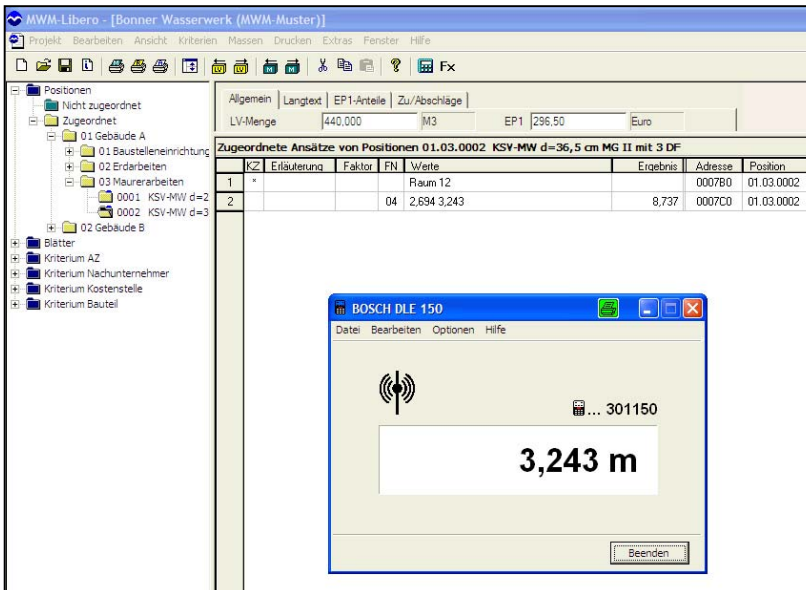 MWM-Libero - [Bonner Wasserwerk (MWM-Muster)]
Projekt Bearbeiten Ansicht Kriterien Massen Drucken Extras Fenster Hilfe
Fx
Positionen
Nicht zugeordnet
Zugeordnet
01 Gebäude A
01 Baustelleneinrichtung
02 Erdarbeiten
03 Maurerarbeiten
0001 KSV-MW d=2
0002 KSV-MW d=3
02 Gebäude B
Blätter
Kriterium AZ
Kriterium Nachunternehmer
Kriterium Kostenstelle
Kriterium Bauteil
Allgemein Langtext EP1-Anteile Zu/Abschläge
LV-Menge 440,000 M3 EP1 296,50 Euro
Zugeordnete Ansätze von Positionen 01.03.0002 KSV-MW d=36,5 cm MG II mit 3 DF
KZ Erläuterung Faktor FN Werte Ergebnis Adresse Position
1 * Raum 12 0007B0 01.03.0002
2 04 2,694 3,243 8,737 0007C0 01.03.0002
BOSCH DLE 150
Datei Bearbeiten Optionen Hilfe
... 301150
3,243 m
Beenden